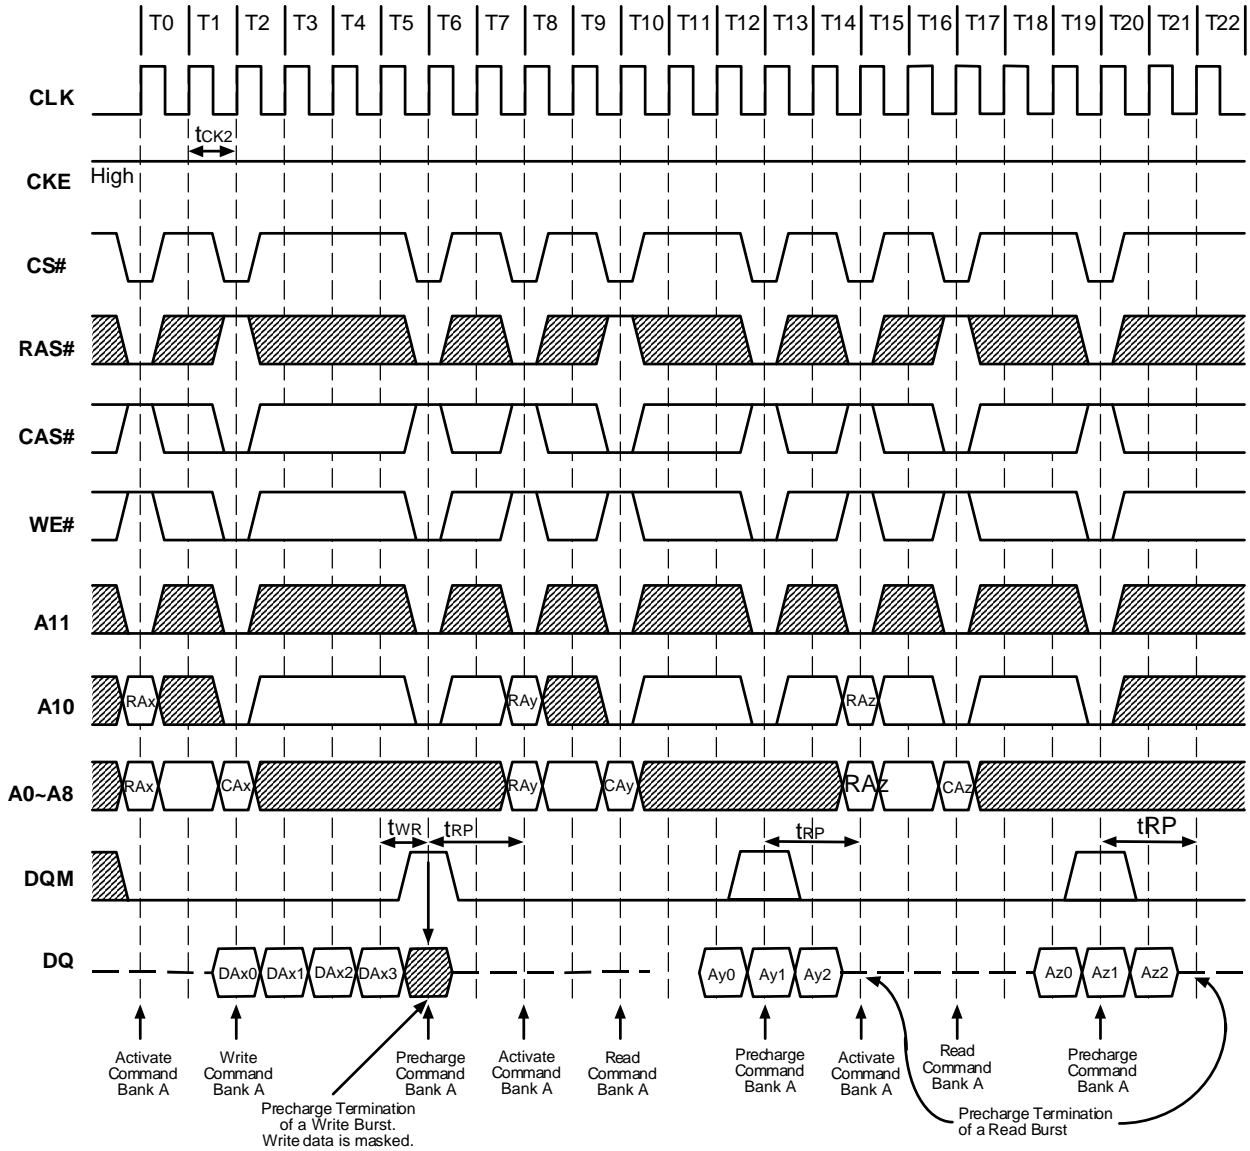 T0 T1 T2 T3 T4 T5 T6 T7 T8 T9 T10 T11 T12 T13 T14 T15 T16 T17 T18 T19 T20 T21 T22
CLK
tCK2
CKE High
CS#
RAS#
CAS#
WE#
A11
A10 RAx RAy RAz
A0~A8 RAx CAx RAy CAy RAz CAz
tWR tRP tRP tRP
DQM
DQ DAx0 DAx1 DAx2 DAx3 Ay0 Ay1 Ay2 Az0 Az1 Az2
Activate
Command
Bank A
Write
Command
Bank A
Precharge
Command
Bank A
Activate
Command
Bank A
Read
Command
Bank A
Precharge
Command
Bank A
Activate
Command
Bank A
Read
Command
Bank A
Precharge
Command
Bank A
Precharge Termination
of a Write Burst.
Write data is masked.
Precharge Termination
of a Read Burst